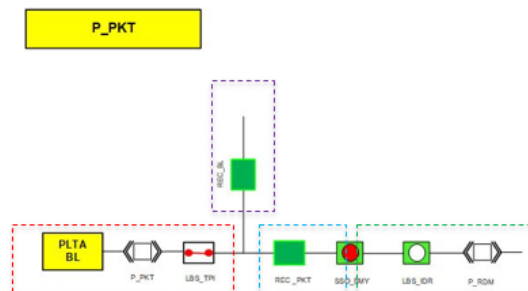 P_PKT
REC_BL
PLTA
BL
P_PKT
LBS_TPI
REC_PKT
SSO_SMY
LBS_IDR
P_RDM